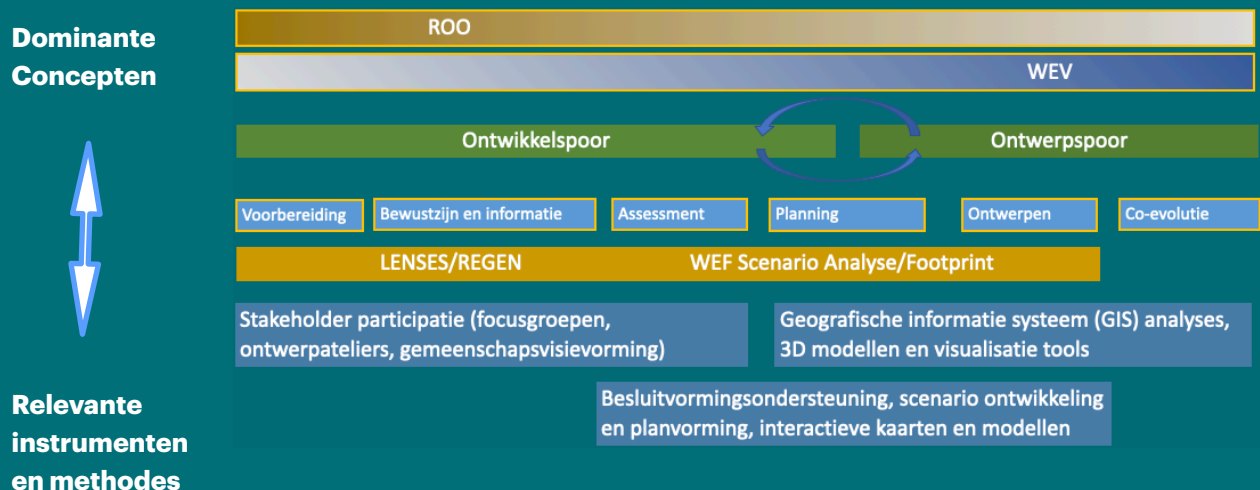 Dominante
Concepten
ROO
WEV
Ontwikkelspoor
Ontwerpspoor
Voorbereiding
Bewustzijn en informatie
Assessment
Planning
Ontwerpen
Co-evolutie
LENSES/REGEN
WEF Scenario Analyse/Footprint
Stakeholder participatie (focusgroepen,
ontwerpateliers, gemeenschapsvisievorming)
Geografische informatie systeem (GIS) analyses,
3D modellen en visualisatie tools
Besluitvormingsondersteuning, scenario ontwikkeling
en planvorming, interactieve kaarten en modellen
Relevante
instrumenten
en methodes